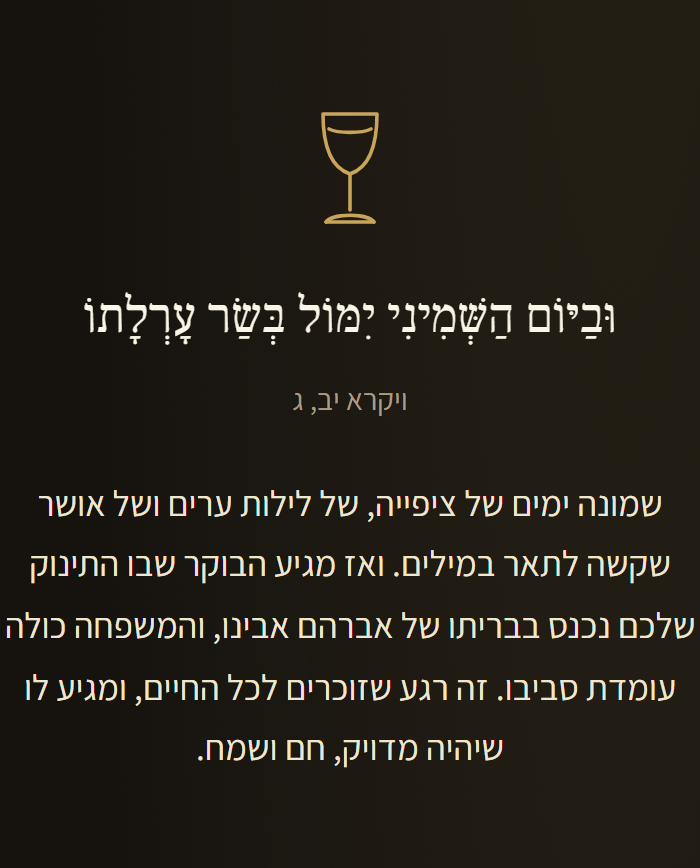 וּבַיּוֹם הַשְּׁמִינִי יִמּוֹל בְּשַׂר עָרְלָתוֹ
ויקרא יב, ג
שמונה ימים של ציפייה, של לילות ערים ושל אושר
שקשה לתאר במילים. ואז מגיע הבוקר שבו התינוק
שלכם נכנס בבריתו של אברהם אבינו, והמשפחה כולה
עומדת סביבו. זה רגע שזוכרים לכל החיים, ומגיע לו
שיהיה מדויק, חם ושמח.